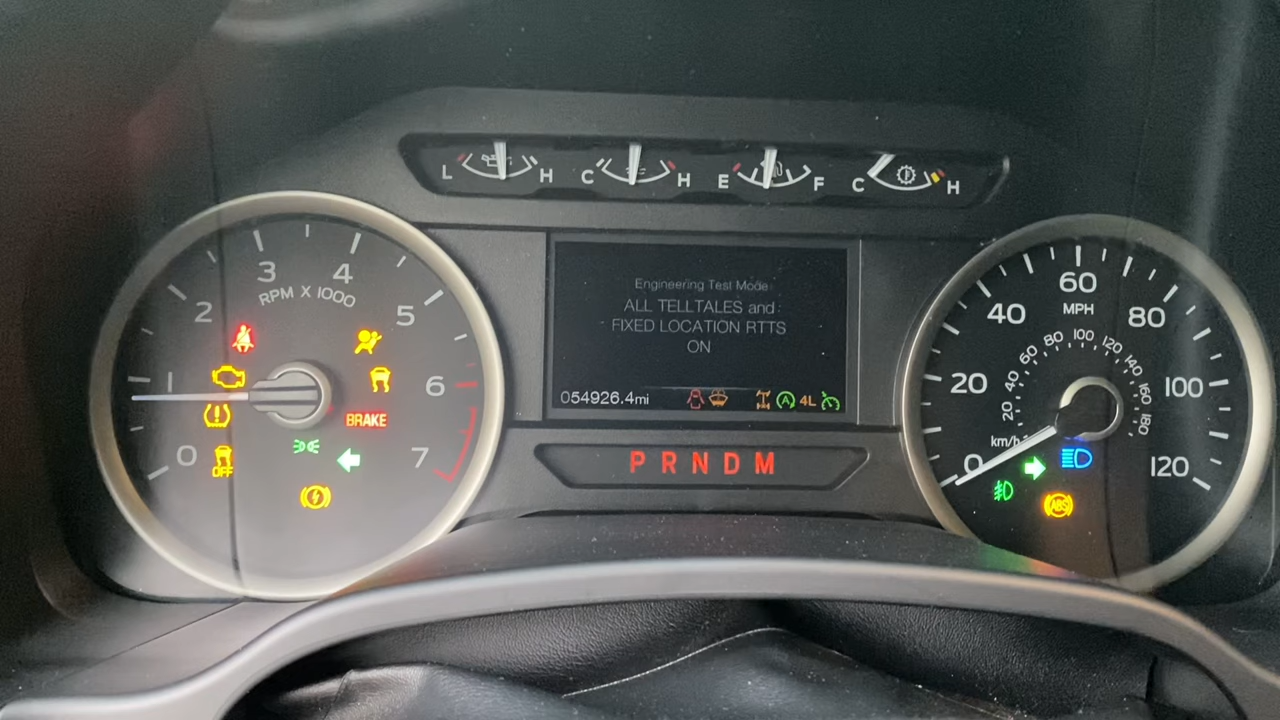 L H C H E F C H
0 1 2 3 4 5 6 7
RPM X 1000
BRAKE
OFF
Engineering Test Mode
ALL TELLTALES and:
FIXED LOCATION RTTS
ON
054926.4mi
A 4L
P R N D M
0 20 40 60 80 100 120
MPH
20 40 60 80 100 120 140 160 180
km/h
ABS